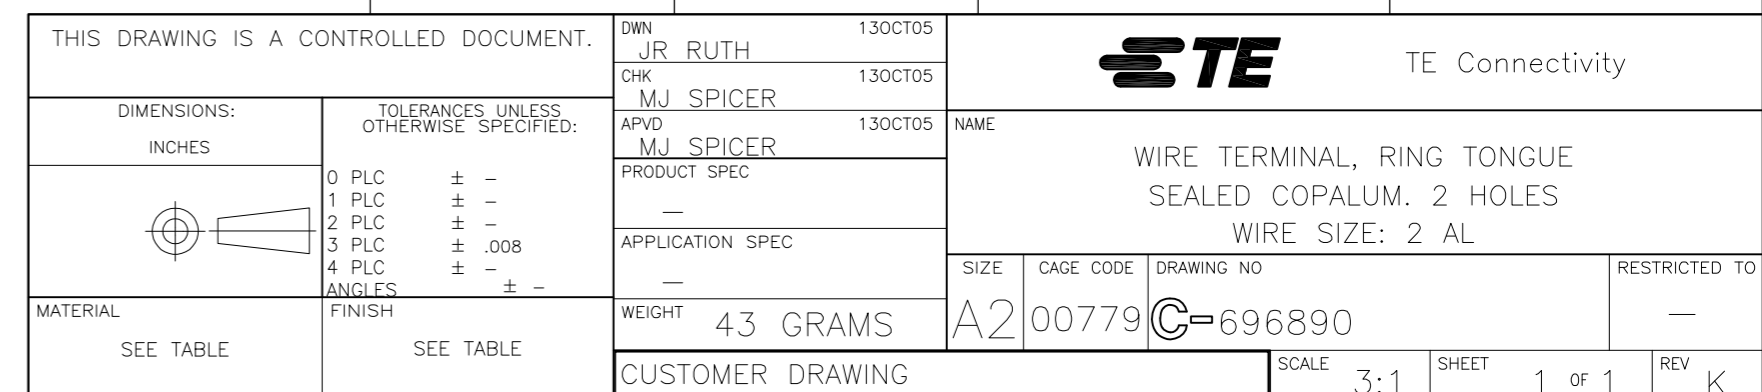 THIS DRAWING IS A CONTROLLED DOCUMENT.
DIMENSIONS:
INCHES
TOLERANCES UNLESS
OTHERWISE SPECIFIED:
0 PLC ± -
1 PLC ± -
2 PLC ± -
3 PLC ± .008
4 PLC ± -
ANGLES ± -
MATERIAL
SEE TABLE
FINISH
SEE TABLE
DWN 13OCT05
JR RUTH
CHK 13OCT05
MJ SPICER
APVD 13OCT05
MJ SPICER
PRODUCT SPEC
—
APPLICATION SPEC
—
WEIGHT 43 GRAMS
CUSTOMER DRAWING
TE
TE Connectivity
NAME
WIRE TERMINAL, RING TONGUE
SEALED COPALUM. 2 HOLES
WIRE SIZE: 2 AL
SIZE
A2
CAGE CODE
00779
DRAWING NO
C-696890
RESTRICTED TO
—
SCALE 3:1
SHEET 1 OF 1
REV K